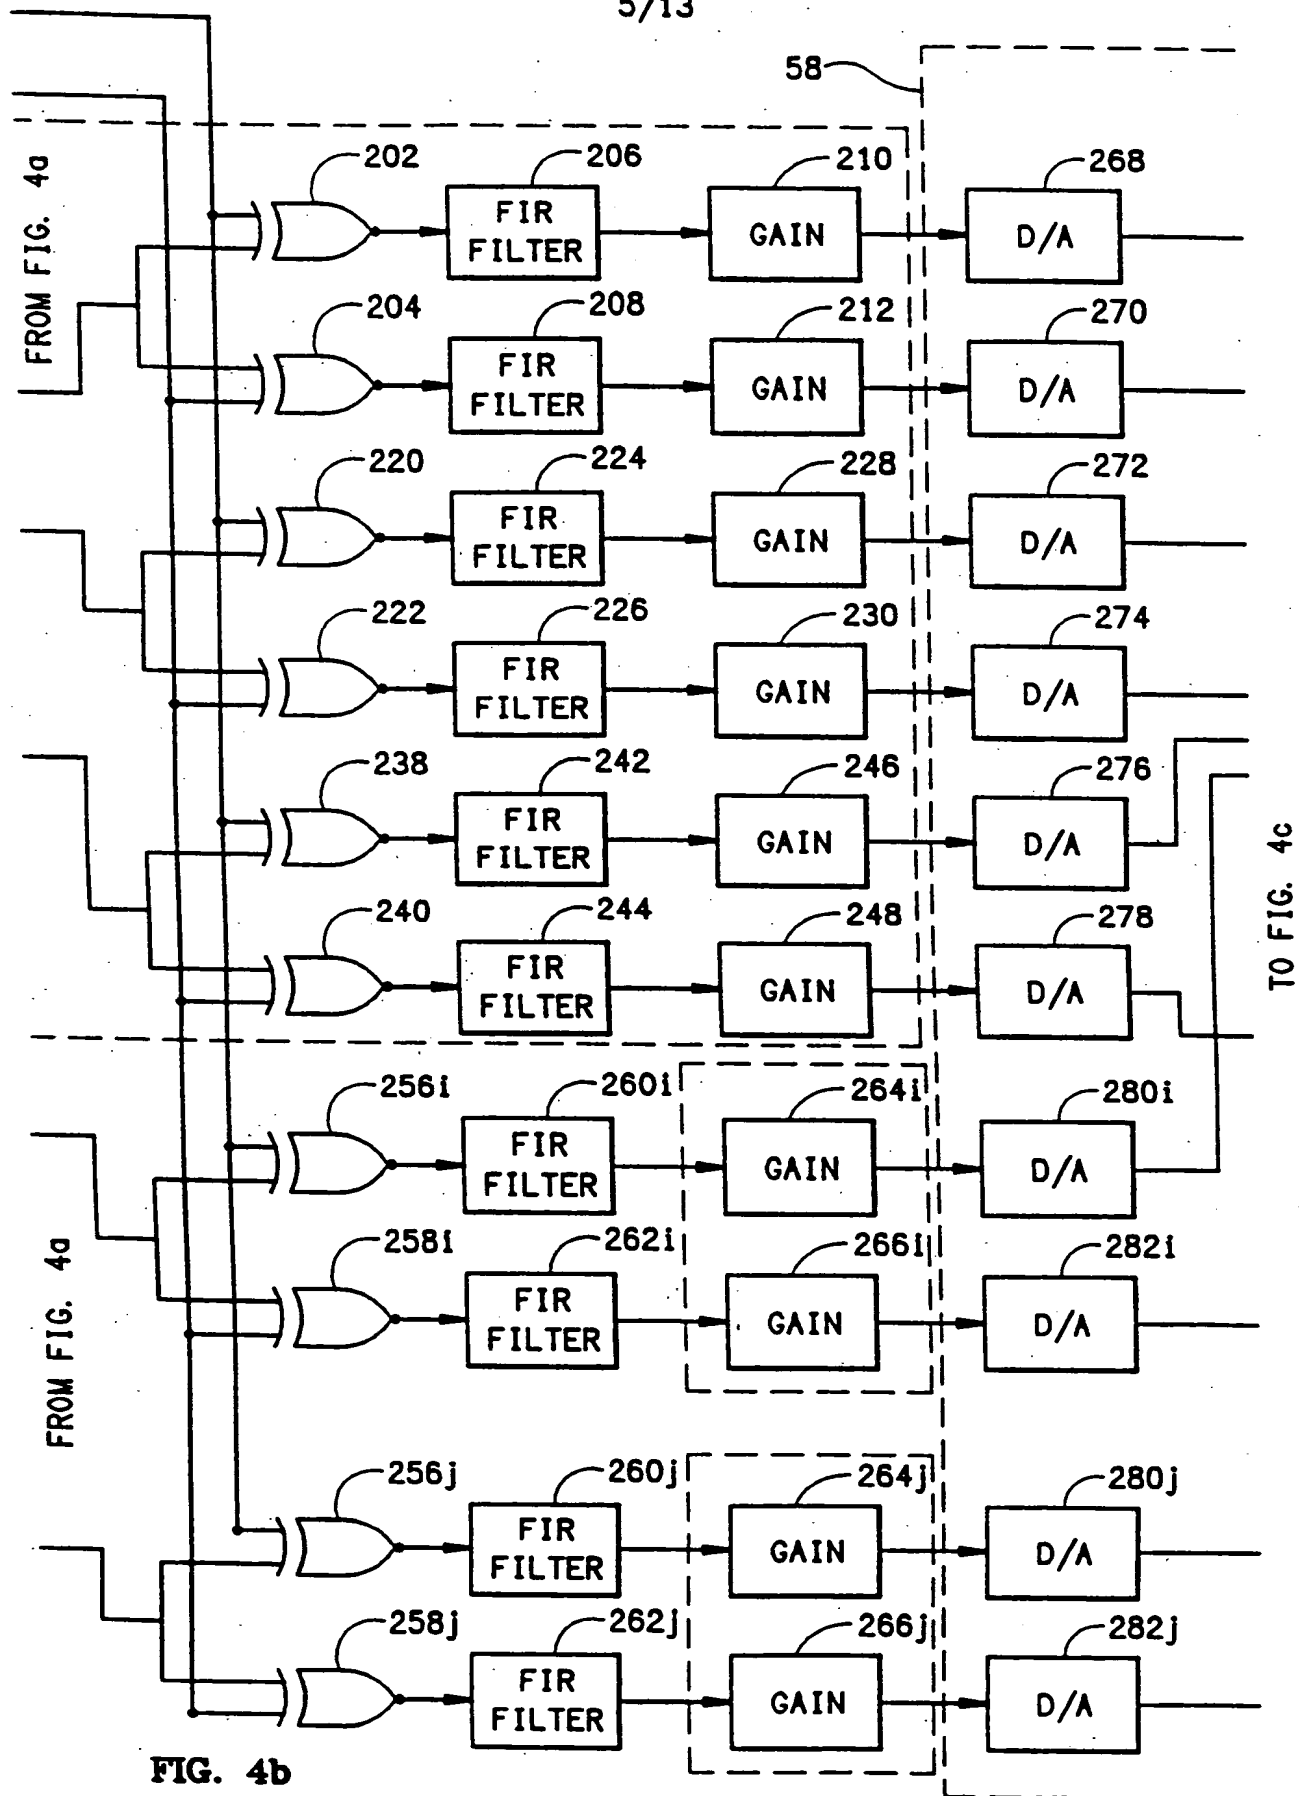 5/13
58
FROM FIG. 4a
202
206
210
268
FIR
FILTER
GAIN
D/A
204
208
212
270
FIR
FILTER
GAIN
D/A
220
224
228
272
FIR
FILTER
GAIN
D/A
222
226
230
274
FIR
FILTER
GAIN
D/A
238
242
246
276
FIR
FILTER
GAIN
D/A
TO FIG. 4c
240
244
248
278
FIR
FILTER
GAIN
D/A
256i
260i
264i
280i
FIR
FILTER
GAIN
D/A
FROM FIG. 4a
258i
262i
266i
282i
FIR
FILTER
GAIN
D/A
256j
260j
264j
280j
FIR
FILTER
GAIN
D/A
258j
262j
266j
282j
FIR
FILTER
GAIN
D/A
FIG. 4b